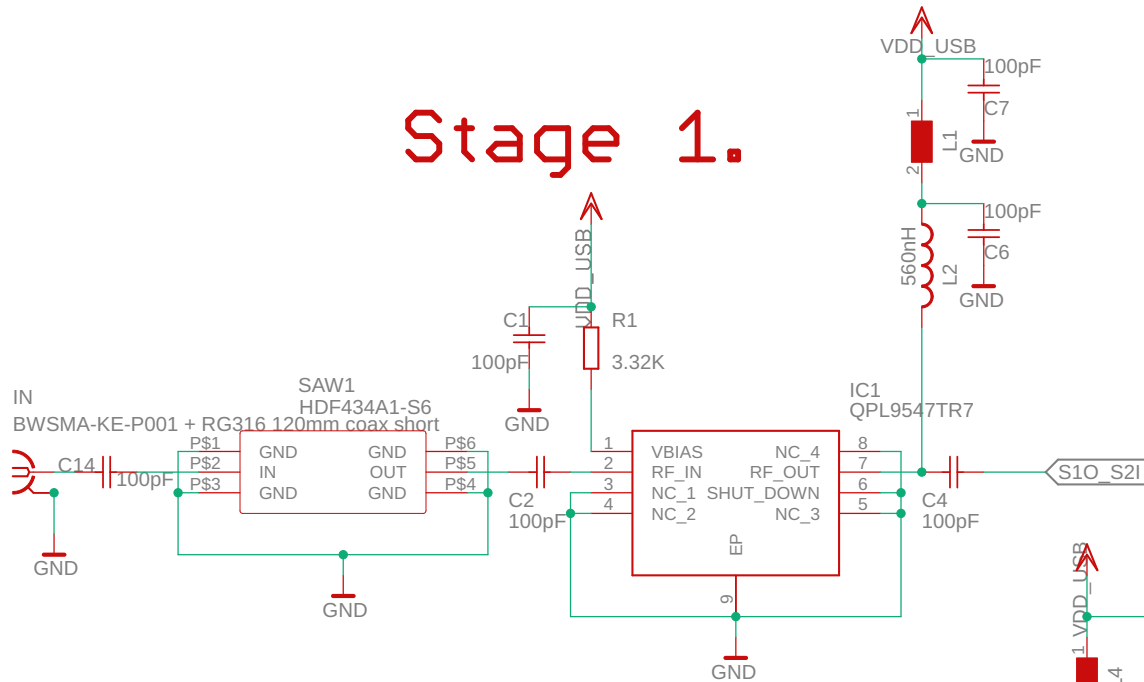 VDD_USB
100pF
C7
1
L1
GND
2
Stage 1.
100pF
560nH
L2
C6
GND
VDD_USB
C1
R1
100pF
3.32K
GND
IN
BWSMA-KE-P001 + RG316 120mm coax short
SAW1
HDF434A1-S6
IC1
QPL9547TR7
C14
100pF
P$1 GND GND P$6
P$2 IN OUT P$5
P$3 GND GND P$4
GND
GND
C2
100pF
1 VBIAS NC_4 8
2 RF_IN RF_OUT 7
3 NC_1 SHUT_DOWN 6
4 NC_2 NC_3 5
EP
9
GND
C4
100pF
S1O_S2I
VDD_USB
1